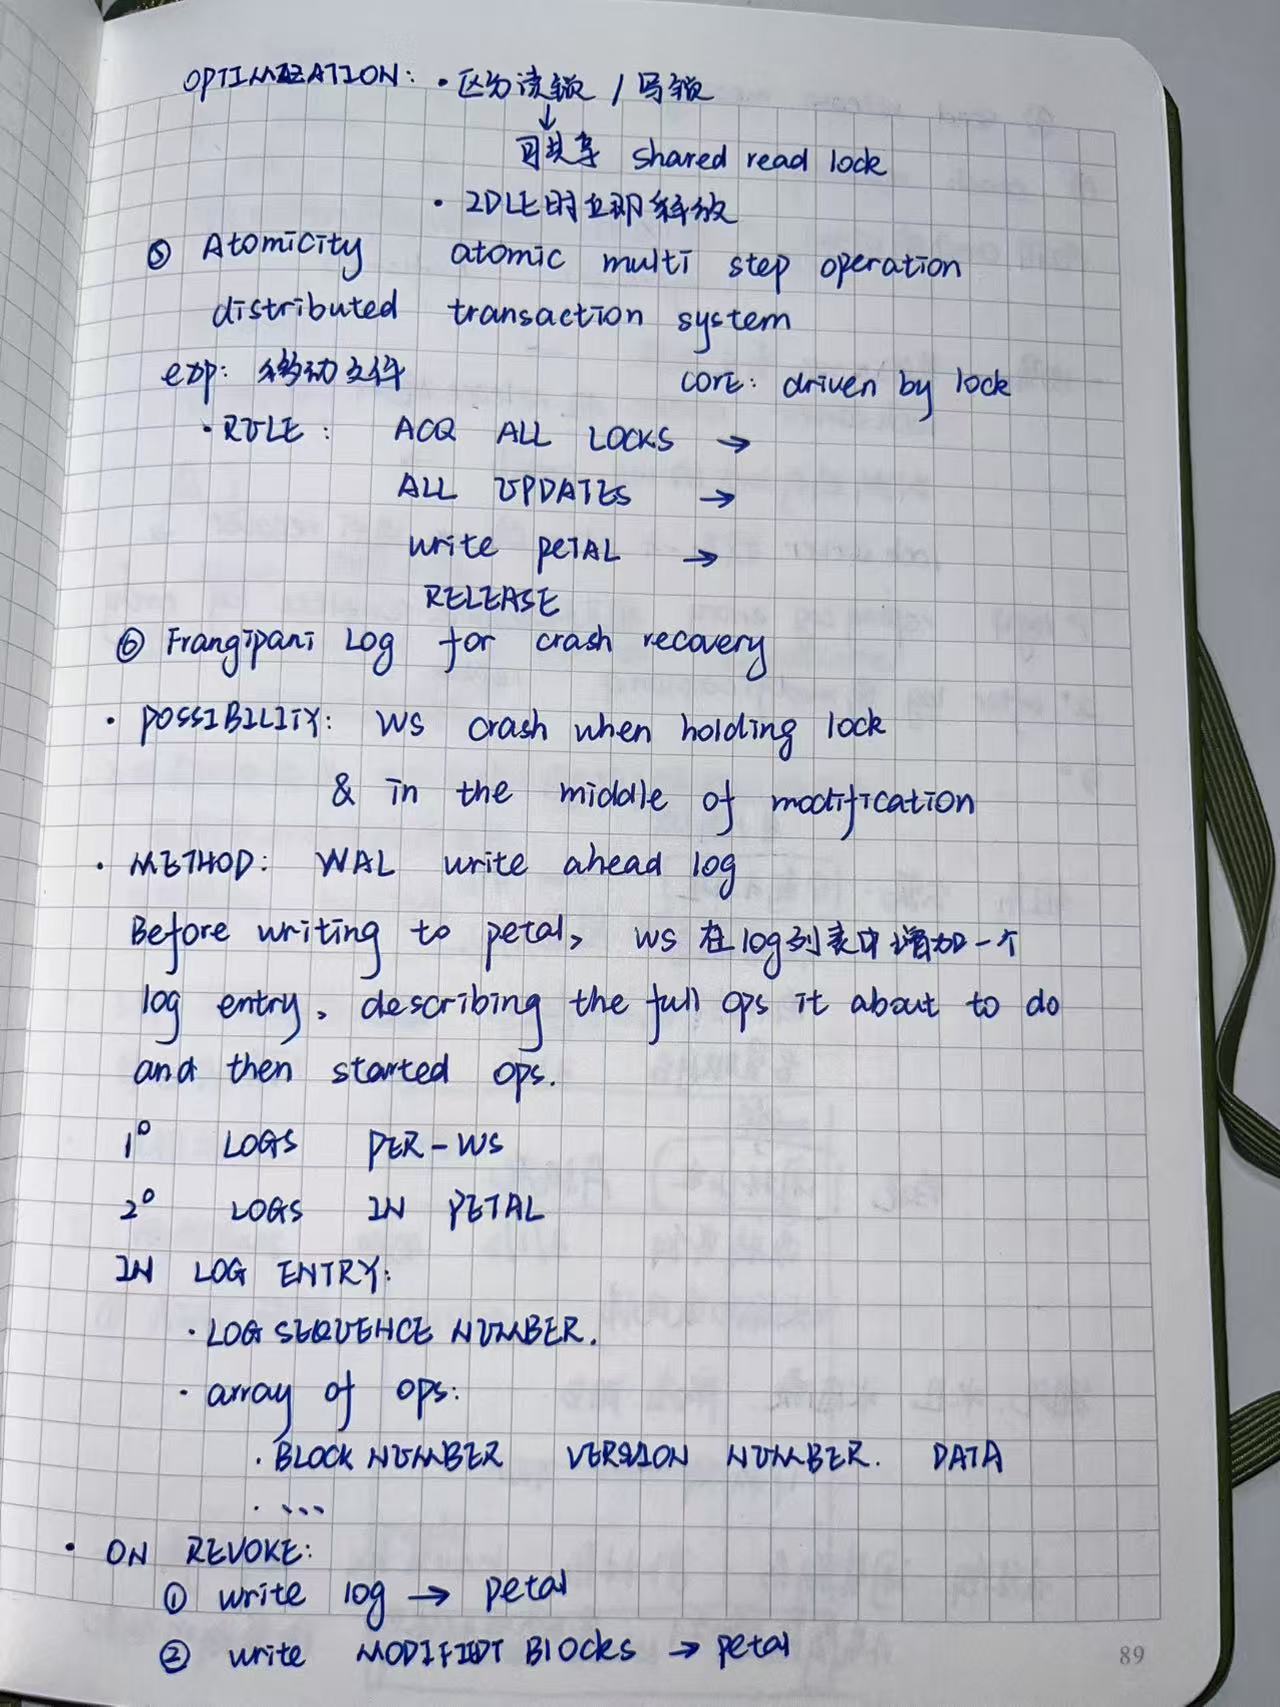 OPTIMIZATION: · 区分读锁 / 写锁
↓
可共享 shared read lock
· IDLE时立即释放
⑤ Atomicity atomic multi step operation
distributed transaction system
exp: 移动文件 core: driven by lock
· RULE: ACQ ALL LOCKS →
ALL UPDATES →
write PETAL →
RELEASE
⑥ Frangipani Log for crash recovery
· POSSIBILITY: WS crash when holding lock
& in the middle of modification
· METHOD: WAL write ahead log
Before writing to petal, WS 在log列表中增加一个
log entry, describing the full ops it about to do
and then started ops.
1° LOGS PER-WS
2° LOGS IN PETAL
IN LOG ENTRY:
· LOG SEQUENCE NUMBER.
· array of ops:
· BLOCK NUMBER VERSION NUMBER. DATA
· ...
· ON REVOKE:
① write log → petal
② write MODIFIDT Blocks → petal
89